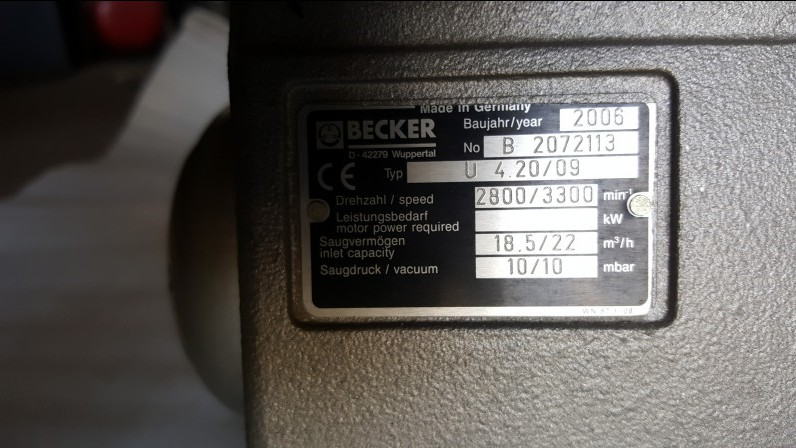 Made in Germany
BECKER
D-42279 Wuppertal
Baujahr/year 2006
No B 2072113
CE Typ U 4.20/09
Drehzahl / speed 2800/3300 min-¹
Leistungsbedarf
motor power required kW
Saugvermögen
inlet capacity 18.5/22 m³/h
Saugdruck / vacuum 10/10 mbar